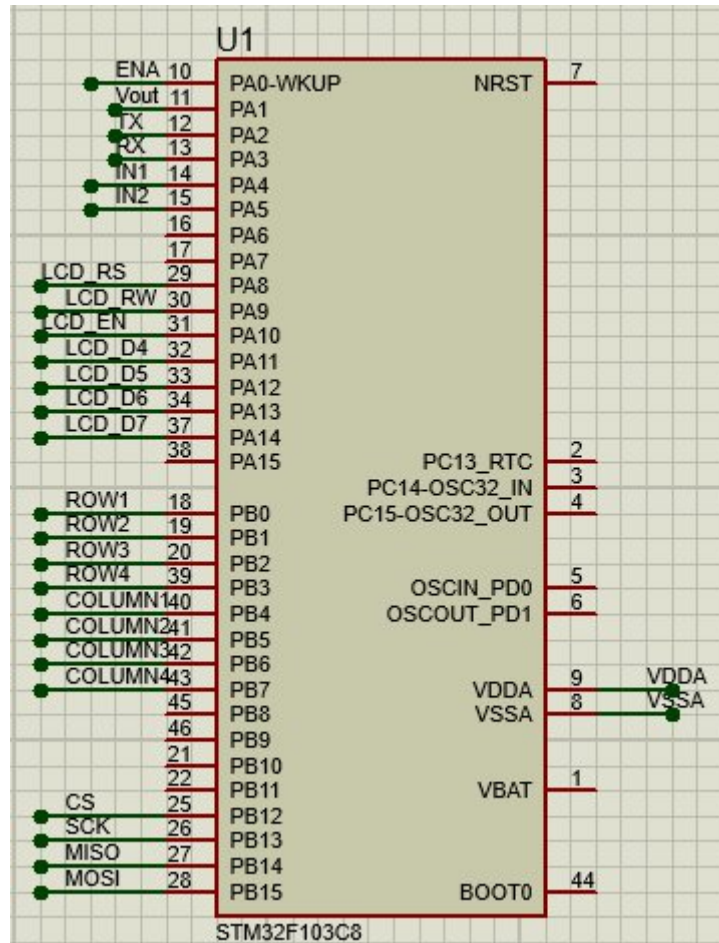 U1
ENA 10 PA0-WKUP NRST 7
Vout 11 PA1
TX 12 PA2
RX 13 PA3
IN1 14 PA4
IN2 15 PA5
16 PA6
17 PA7
LCD_RS 29 PA8
LCD_RW 30 PA9
LCD_EN 31 PA10
LCD_D4 32 PA11
LCD_D5 33 PA12
LCD_D6 34 PA13
LCD_D7 37 PA14
38 PA15 PC13_RTC 2
PC14-OSC32_IN 3
ROW1 18 PB0 PC15-OSC32_OUT 4
ROW2 19 PB1
ROW3 20 PB2
ROW4 39 PB3 OSCIN_PD0 5
COLUMN1 40 PB4 OSCOUT_PD1 6
COLUMN2 41 PB5
COLUMN3 42 PB6
COLUMN4 43 PB7 VDDA 9 VDDA
45 PB8 VSSA 8 VSSA
46 PB9
21 PB10
22 PB11 VBAT 1
CS 25 PB12
SCK 26 PB13
MISO 27 PB14
MOSI 28 PB15 BOOT0 44
STM32F103C8